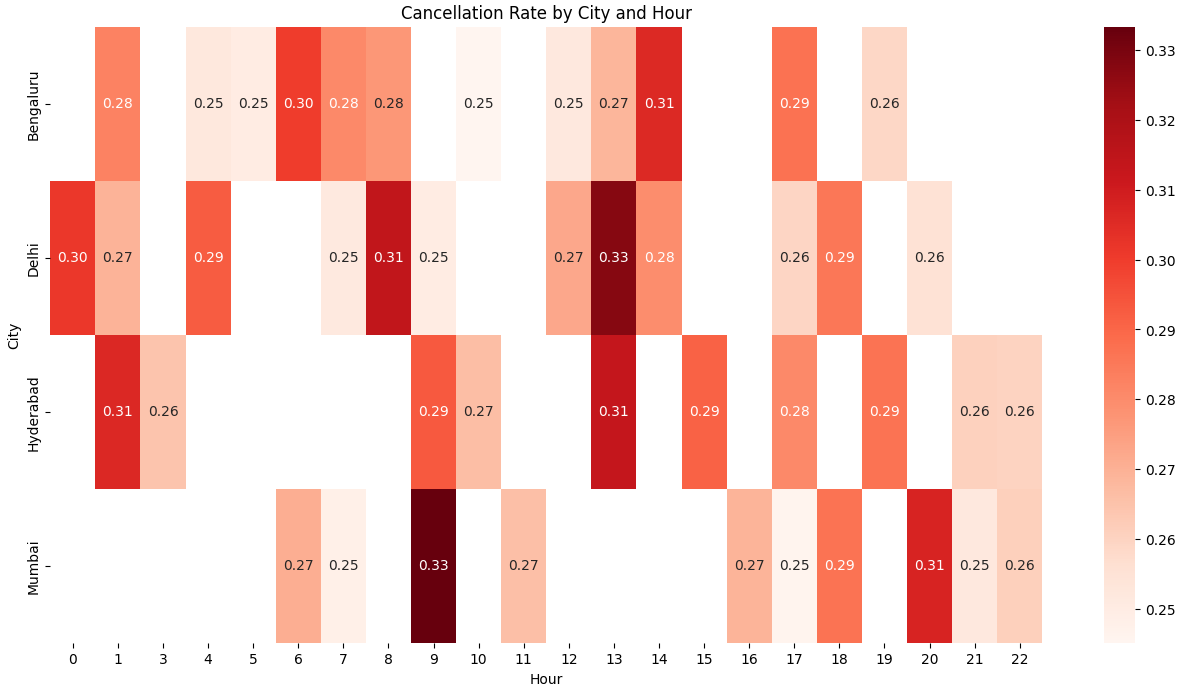 Cancellation Rate by City and Hour
Bengaluru
0.28 0.25 0.25 0.30 0.28 0.28 0.25 0.25 0.27 0.31 0.29 0.26
Delhi
0.30 0.27 0.29 0.25 0.31 0.25 0.27 0.33 0.28 0.26 0.29 0.26
Hyderabad
0.31 0.26 0.29 0.27 0.31 0.29 0.28 0.29 0.26 0.26
Mumbai
0.27 0.25 0.33 0.27 0.27 0.25 0.29 0.31 0.25 0.26
City
0 1 3 4 5 6 7 8 9 10 11 12 13 14 15 16 17 18 19 20 21 22
Hour
0.33
0.32
0.31
0.30
0.29
0.28
0.27
0.26
0.25